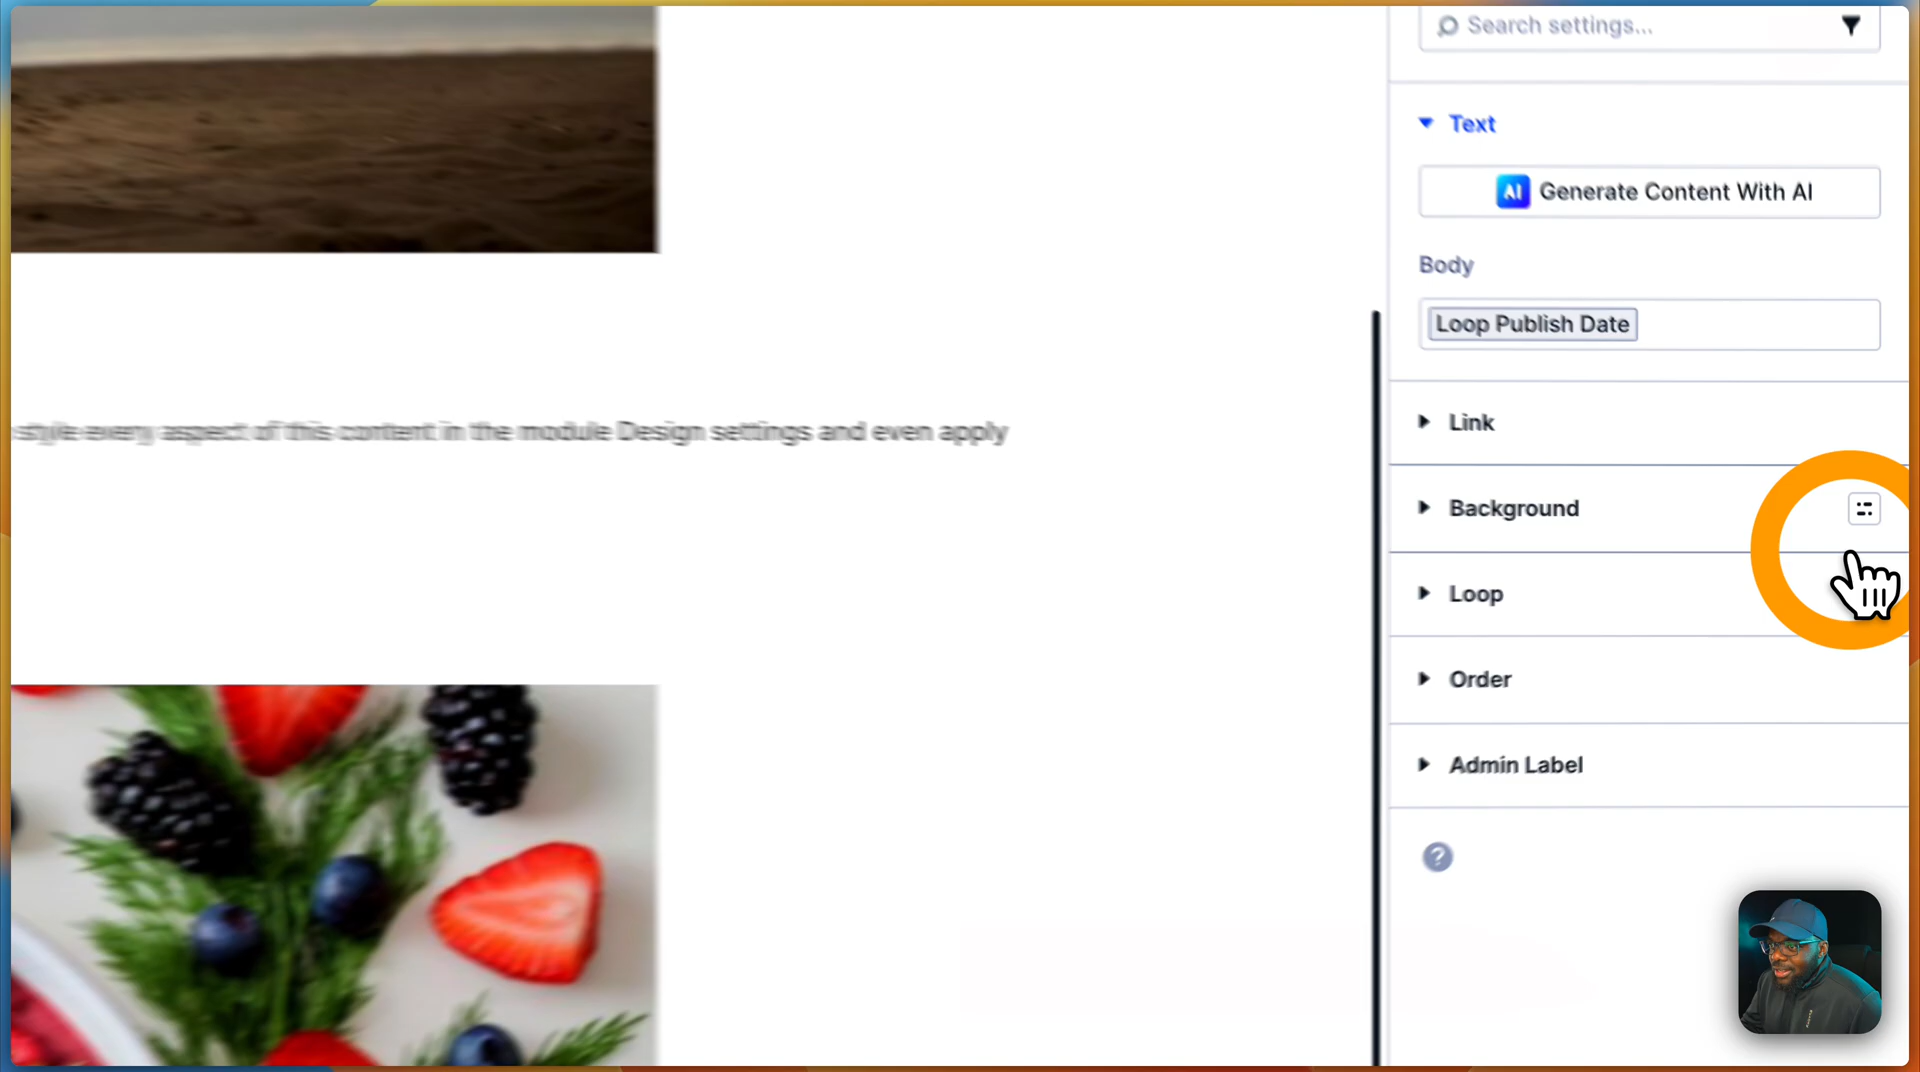 Search settings...
Text
AI Generate Content With AI
Body
Loop Publish Date
Link
style every aspect of this content in the module Design settings and even apply
Background
Loop
Order
Admin Label
?